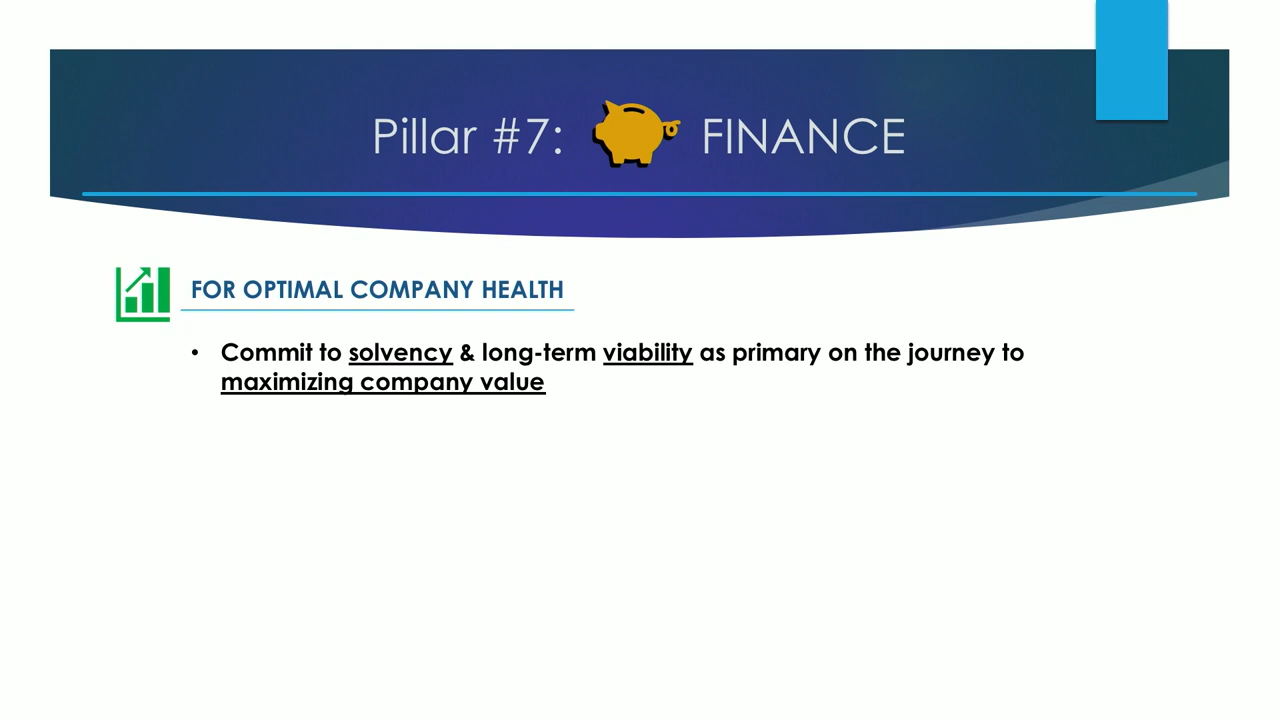 Pillar #7: FINANCE
FOR OPTIMAL COMPANY HEALTH
• Commit to solvency & long-term viability as primary on the journey to
maximizing company value